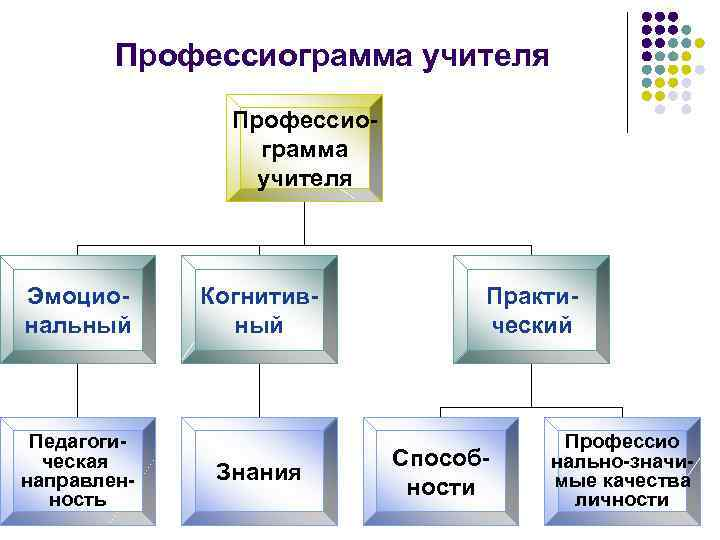 Профессиограмма учителя
Профессио-
грамма
учителя
Эмоцио-
нальный
Когнитив-
ный
Практи-
ческий
Педагоги-
ческая
направлен-
ность
Знания
Способ-
ности
Профессио
нально-значи-
мые качества
личности